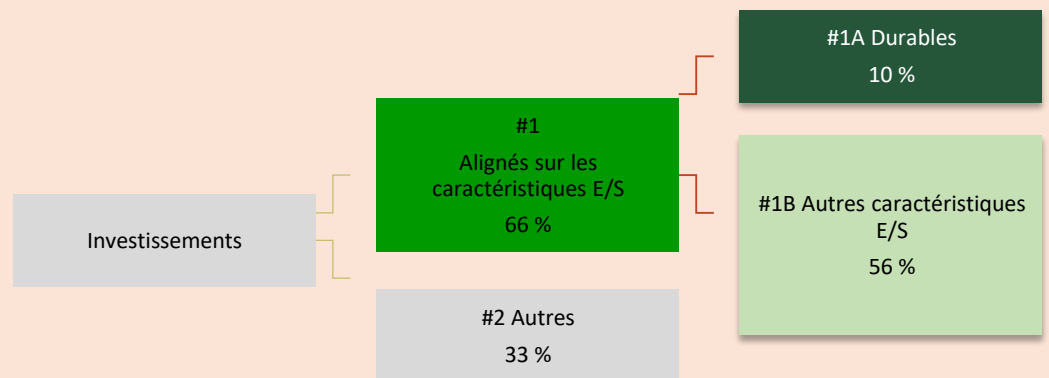 Investissements
#1
Alignés sur les
caractéristiques E/S
66 %
#2 Autres
33 %
#1A Durables
10 %
#1B Autres caractéristiques
E/S
56 %